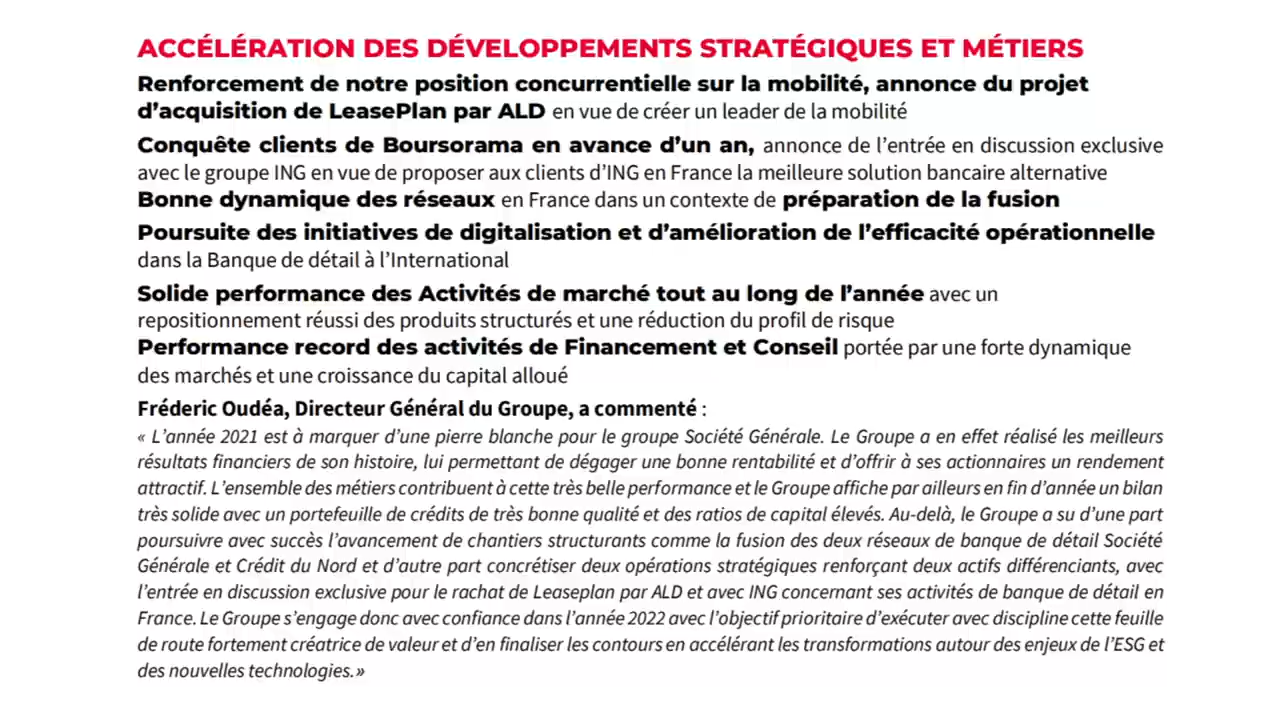 ACCÉLÉRATION DES DÉVELOPPEMENTS STRATÉGIQUES ET MÉTIERS
Renforcement de notre position concurrentielle sur la mobilité, annonce du projet
d’acquisition de LeasePlan par ALD en vue de créer un leader de la mobilité
Conquête clients de Boursorama en avance d’un an, annonce de l’entrée en discussion exclusive
avec le groupe ING en vue de proposer aux clients d’ING en France la meilleure solution bancaire alternative
Bonne dynamique des réseaux en France dans un contexte de préparation de la fusion
Poursuite des initiatives de digitalisation et d’amélioration de l’efficacité opérationnelle
dans la Banque de détail à l’International
Solide performance des Activités de marché tout au long de l’année avec un
repositionnement réussi des produits structurés et une réduction du profil de risque
Performance record des activités de Financement et Conseil portée par une forte dynamique
des marchés et une croissance du capital alloué
Fréderic Oudéa, Directeur Général du Groupe, a commenté :
« L’année 2021 est à marquer d’une pierre blanche pour le groupe Société Générale. Le Groupe a en effet réalisé les meilleurs
résultats financiers de son histoire, lui permettant de dégager une bonne rentabilité et d’offrir à ses actionnaires un rendement
attractif. L’ensemble des métiers contribuent à cette très belle performance et le Groupe affiche par ailleurs en fin d’année un bilan
très solide avec un portefeuille de crédits de très bonne qualité et des ratios de capital élevés. Au-delà, le Groupe a su d’une part
poursuivre avec succès l’avancement de chantiers structurants comme la fusion des deux réseaux de banque de détail Société
Générale et Crédit du Nord et d’autre part concrétiser deux opérations stratégiques renforçant deux actifs différenciants, avec
l’entrée en discussion exclusive pour le rachat de Leaseplan par ALD et avec ING concernant ses activités de banque de détail en
France. Le Groupe s’engage donc avec confiance dans l’année 2022 avec l’objectif prioritaire d’exécuter avec discipline cette feuille
de route fortement créatrice de valeur et d’en finaliser les contours en accélérant les transformations autour des enjeux de l’ESG et
des nouvelles technologies.»